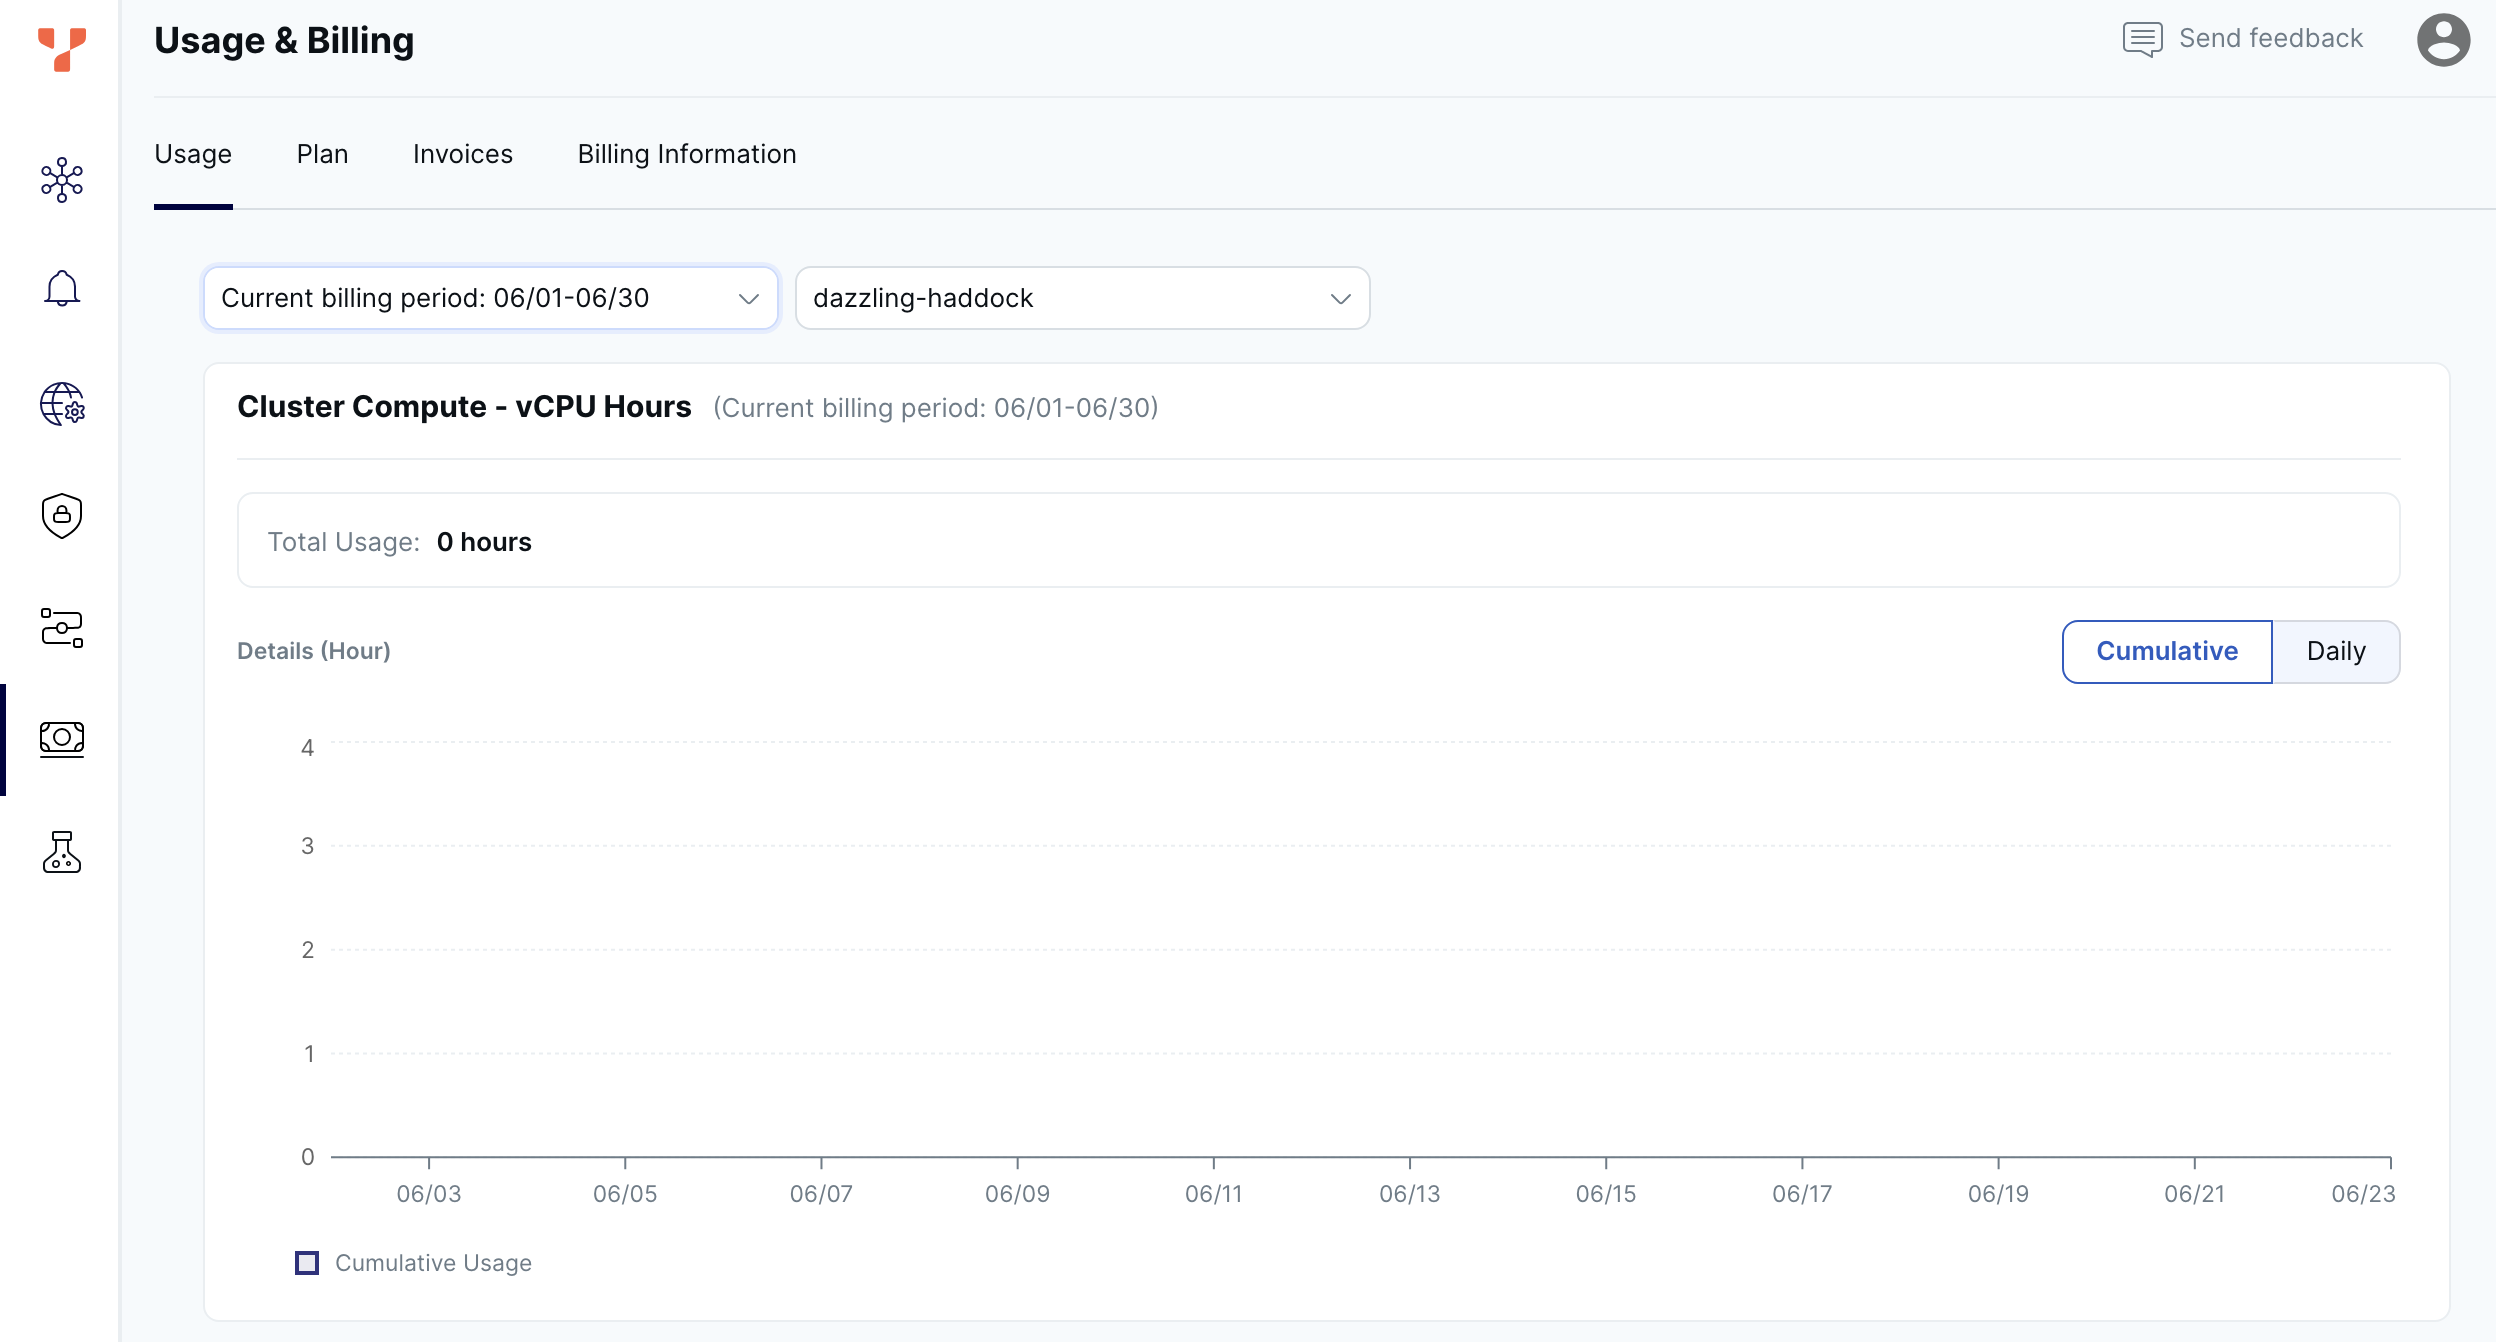 Usage & Billing
Send feedback
Usage
Plan
Invoices
Billing Information
Current billing period: 06/01-06/30
dazzling-haddock
Cluster Compute - vCPU Hours (Current billing period: 06/01-06/30)
Total Usage: 0 hours
Details (Hour)
Cumulative
Daily
4
3
2
1
0
06/03
06/05
06/07
06/09
06/11
06/13
06/15
06/17
06/19
06/21
06/23
Cumulative Usage